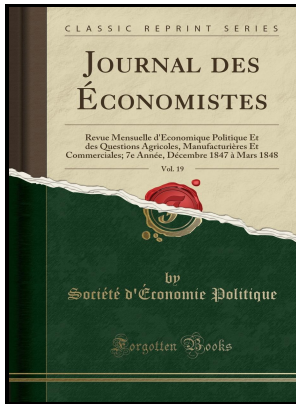 CLASSIC REPRINT SERIES
JOURNAL DES
ÉCONOMISTES
Revue Mensuelle d'Economique Politique Et
des Questions Agricoles, Manufacturières Et
Commerciales; 7e Année, Décembre 1847 à Mars 1848
Vol. 19
by
Société d'Économie Politique
Forgotten Books